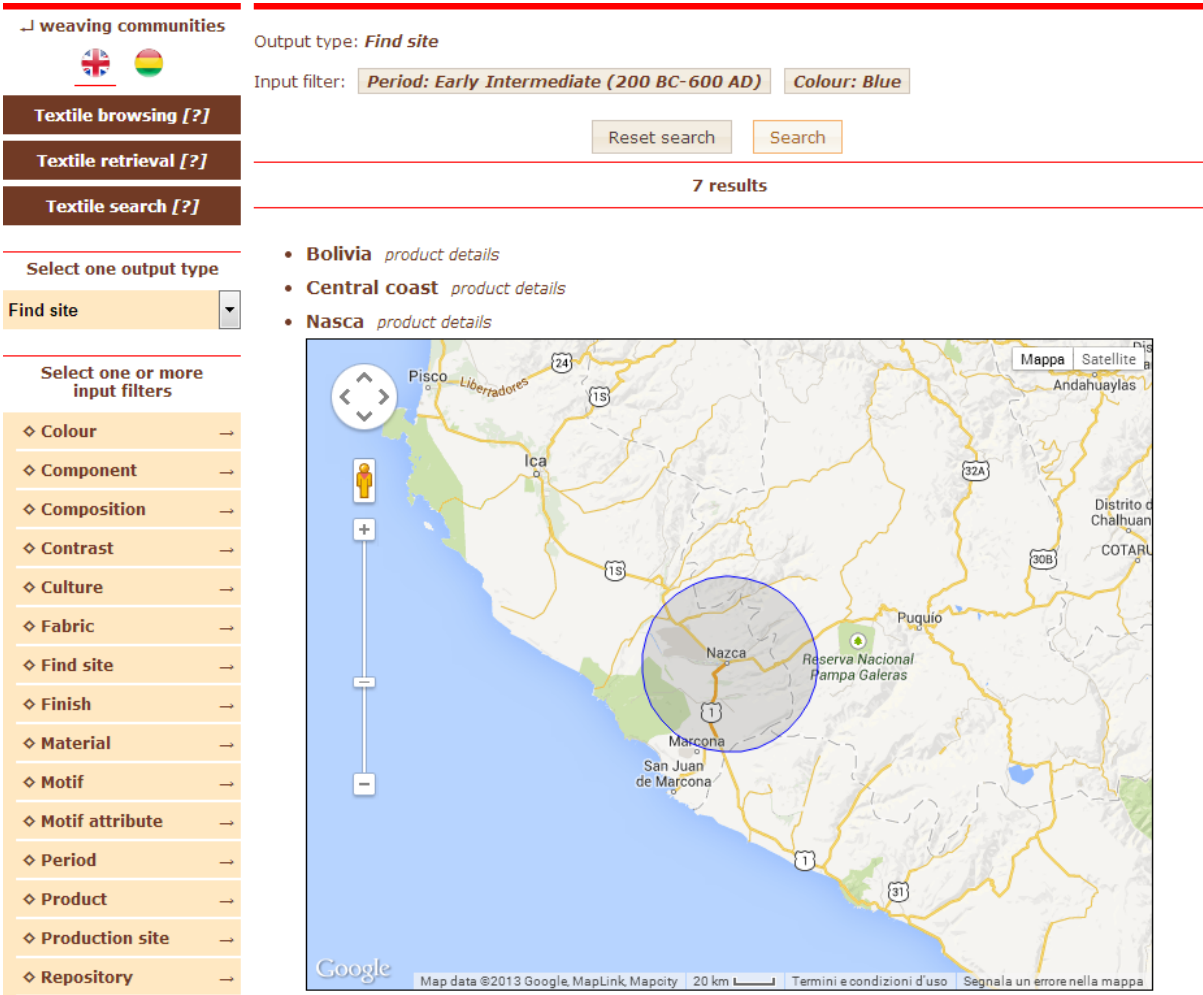 ↵ weaving communities
Textile browsing [?]
Textile retrieval [?]
Textile search [?]
Select one output type
Find site
Select one or more
input filters
◇ Colour →
◇ Component →
◇ Composition →
◇ Contrast →
◇ Culture →
◇ Fabric →
◇ Find site →
◇ Finish →
◇ Material →
◇ Motif →
◇ Motif attribute →
◇ Period →
◇ Product →
◇ Production site →
◇ Repository →
Output type: Find site
Input filter: Period: Early Intermediate (200 BC-600 AD) Colour: Blue
Reset search Search
7 results
• Bolivia product details
• Central coast product details
• Nasca product details
Mappa Satellite
Pisco
Libertadores
24
1S
Andahuaylas
Ica
32A
Distrito d
Chalhuan
COTARU
30B
1S
Puquío
Nazca
Reserva Nacional
Pampa Galeras
1
Marcona
San Juan
de Marcona
1
31
Google
Map data ©2013 Google, MapLink, Mapcity 20 km Termini e condizioni d'uso Segnala un errore nella mappa